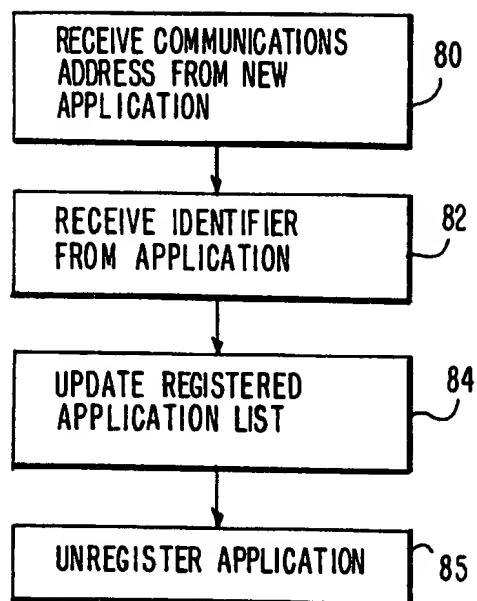 RECEIVE COMMUNICATIONS
ADDRESS FROM NEW
APPLICATION
80
RECEIVE IDENTIFIER
FROM APPLICATION
82
UPDATE REGISTERED
APPLICATION LIST
84
UNREGISTER APPLICATION
85